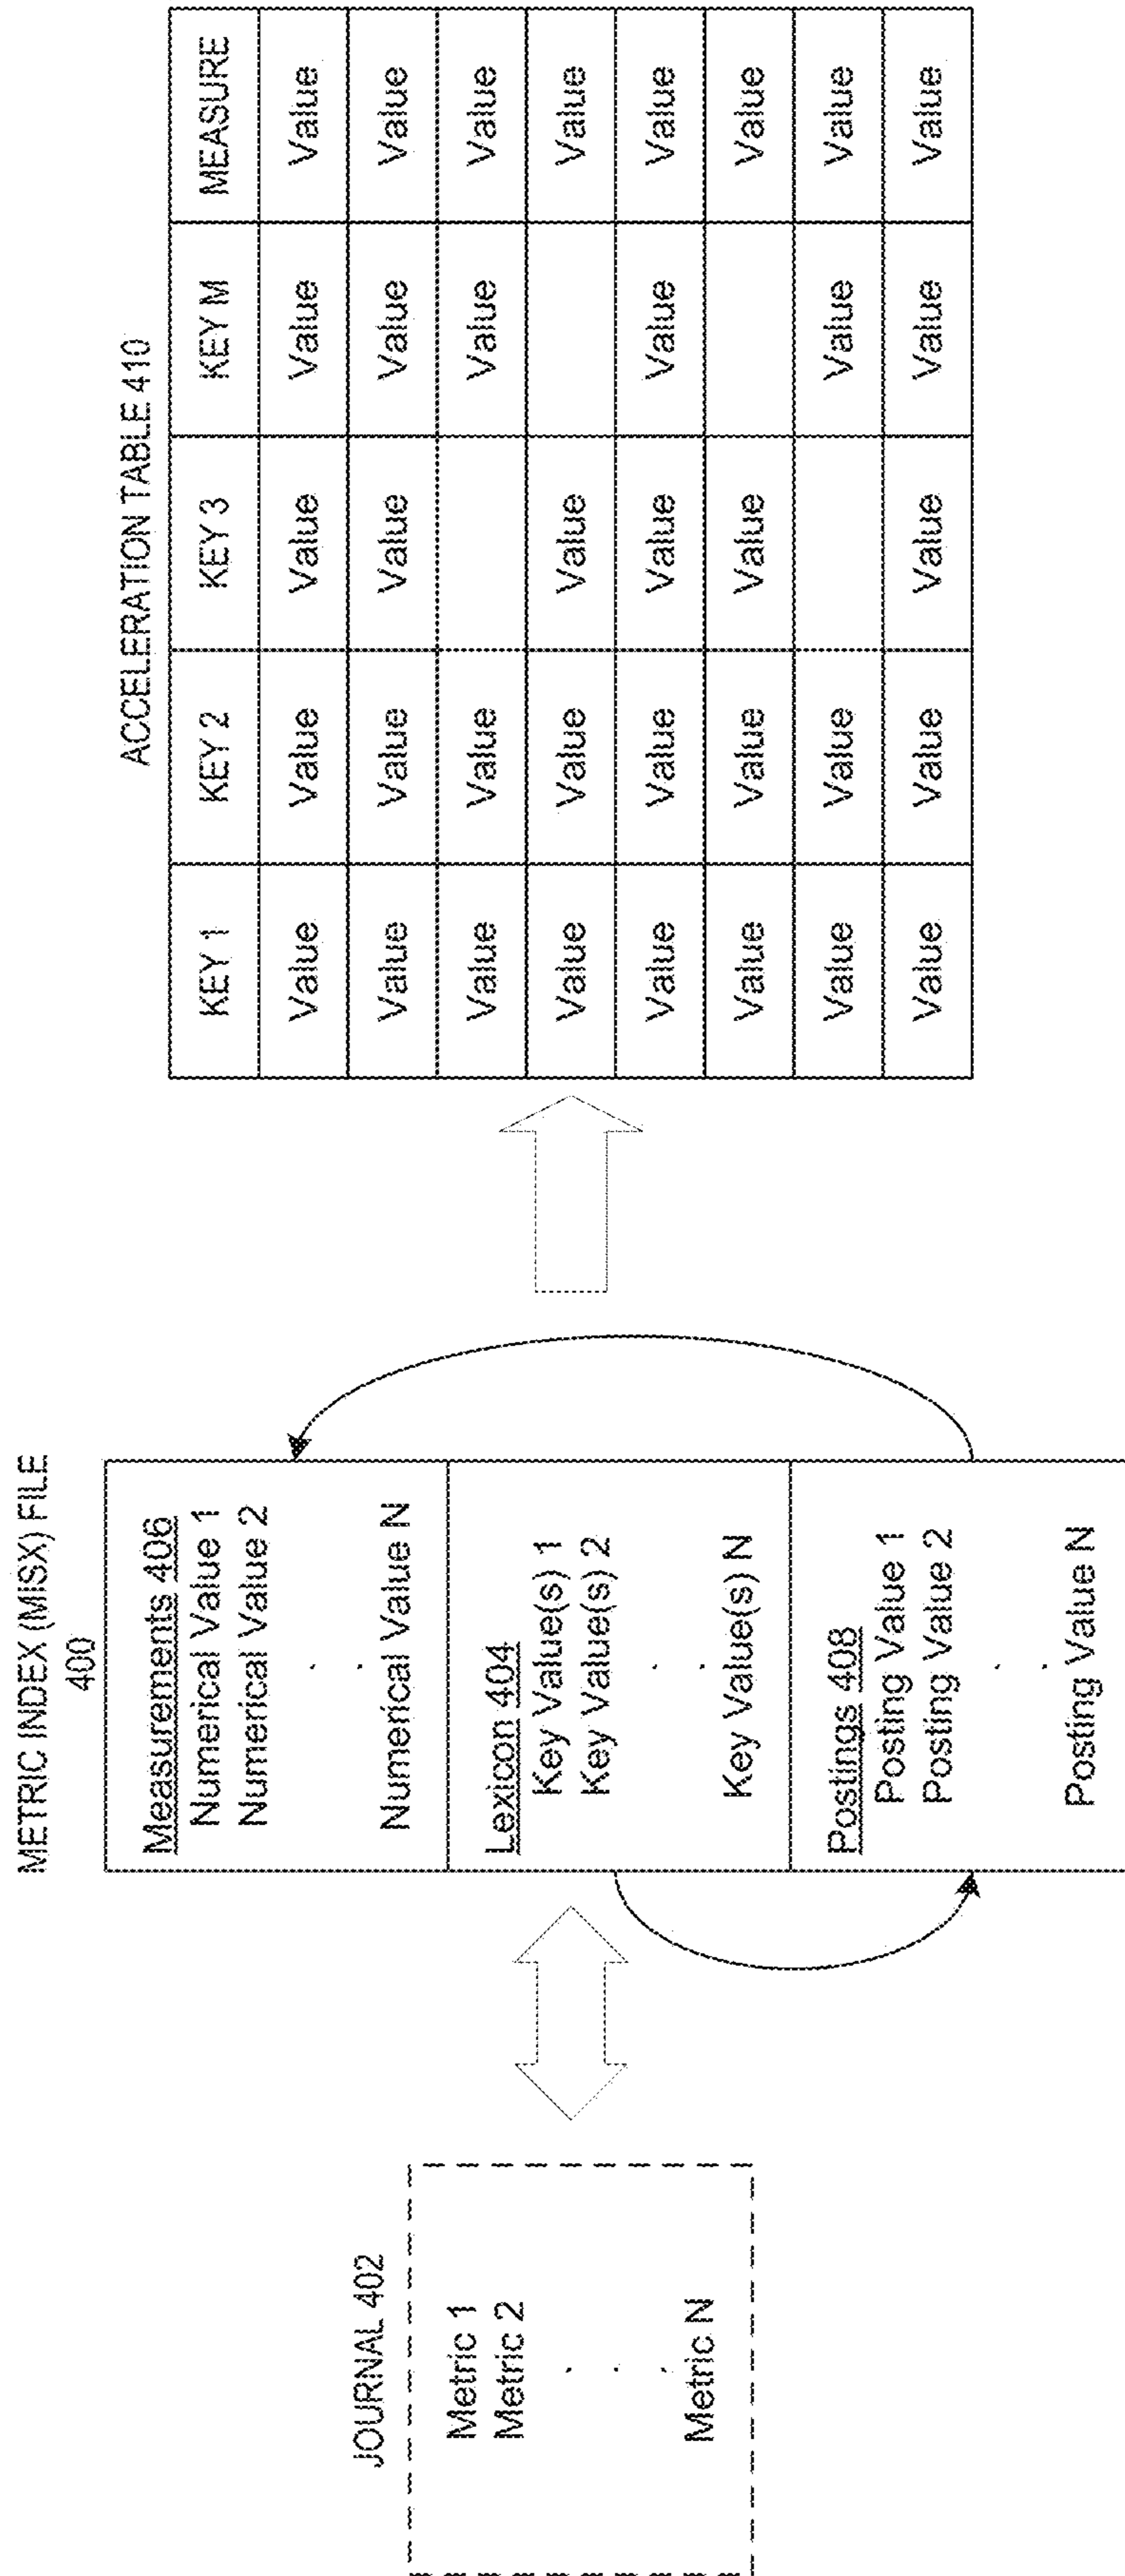 JOURNAL 402
Metric 1
Metric 2
.
.
.
Metric N
METRIC INDEX (MISX) FILE
400
Measurements 406
Numerical Value 1
Numerical Value 2
.
.
Numerical Value N
Lexicon 404
Key Value(s) 1
Key Value(s) 2
.
.
Key Value(s) N
Postings 408
Posting Value 1
Posting Value 2
.
.
Posting Value N
ACCELERATION TABLE 410
KEY 1 KEY 2 KEY 3 KEY M MEASURE
Value Value Value Value Value
Value Value Value Value Value
Value Value Value Value
Value Value Value Value
Value Value Value Value Value
Value Value Value Value
Value Value Value Value
Value Value Value Value Value